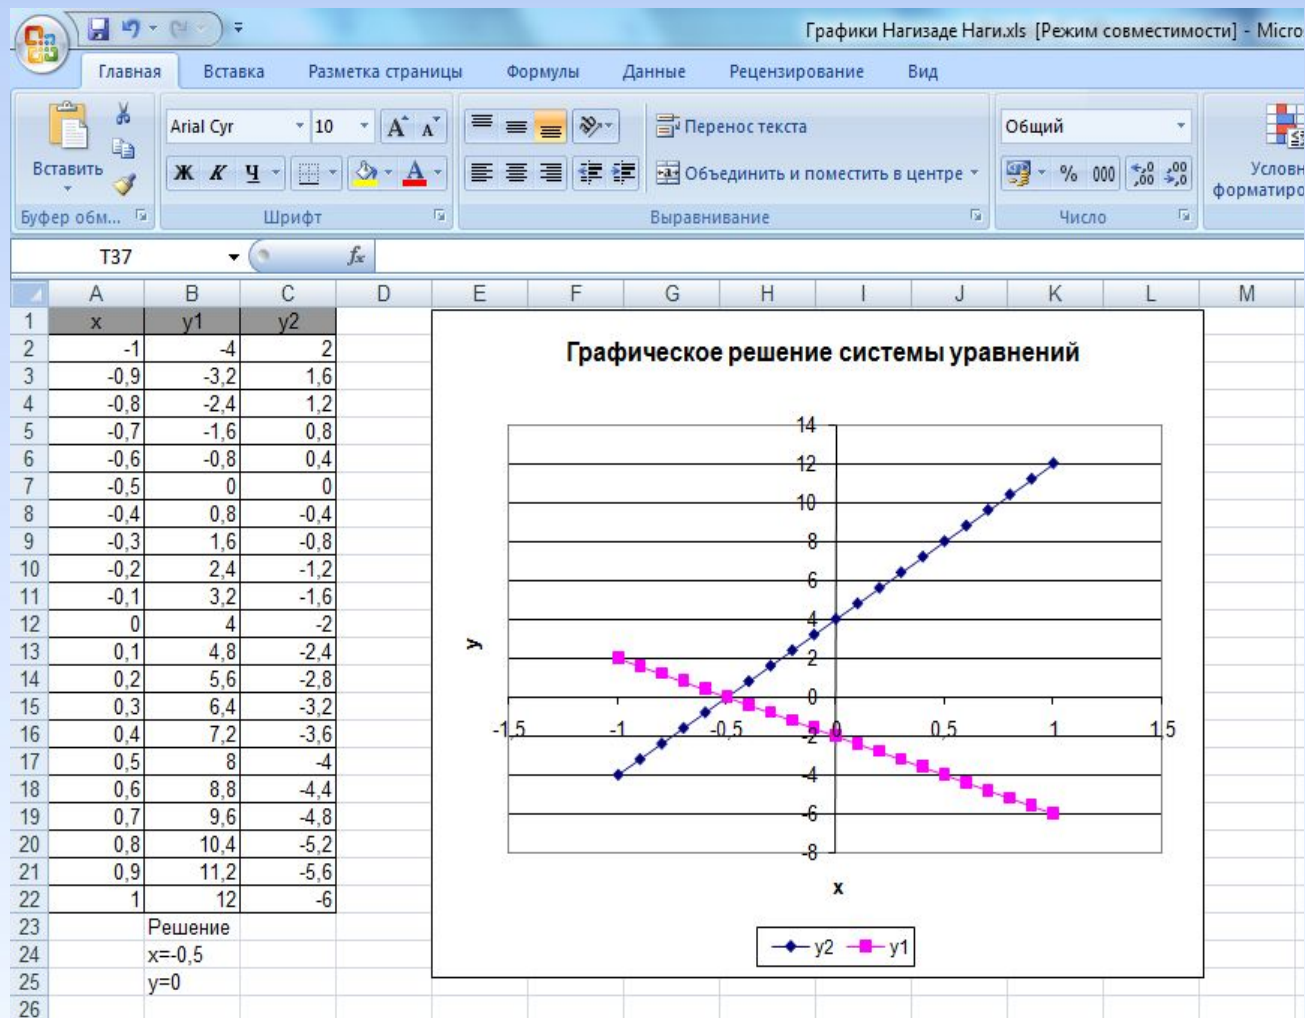 Графики Нагизаде Наги.xls [Режим совместимости] - Micro
Главная Вставка Разметка страницы Формулы Данные Рецензирование Вид
Arial Cyr 10 Перенос текста Общий
Вставить Ж К Ч Объединить и поместить в центре % 000 Условн
форматиро
Буфер обм... Шрифт Выравнивание Число
T37 fx
A B C D E F G H I J K L M
1 x y1 y2
2 -1 -4 2
3 -0,9 -3,2 1,6
4 -0,8 -2,4 1,2
5 -0,7 -1,6 0,8
6 -0,6 -0,8 0,4
7 -0,5 0 0
8 -0,4 0,8 -0,4
9 -0,3 1,6 -0,8
10 -0,2 2,4 -1,2
11 -0,1 3,2 -1,6
12 0 4 -2
13 0,1 4,8 -2,4
14 0,2 5,6 -2,8
15 0,3 6,4 -3,2
16 0,4 7,2 -3,6
17 0,5 8 -4
18 0,6 8,8 -4,4
19 0,7 9,6 -4,8
20 0,8 10,4 -5,2
21 0,9 11,2 -5,6
22 1 12 -6
23 Решение
24 x=-0,5
25 y=0
26
Графическое решение системы уравнений
14
12
10
8
6
4
2
0
-2
-4
-6
-8
-1,5 -1 -0,5 0 0,5 1 1,5
y
x
y2 y1